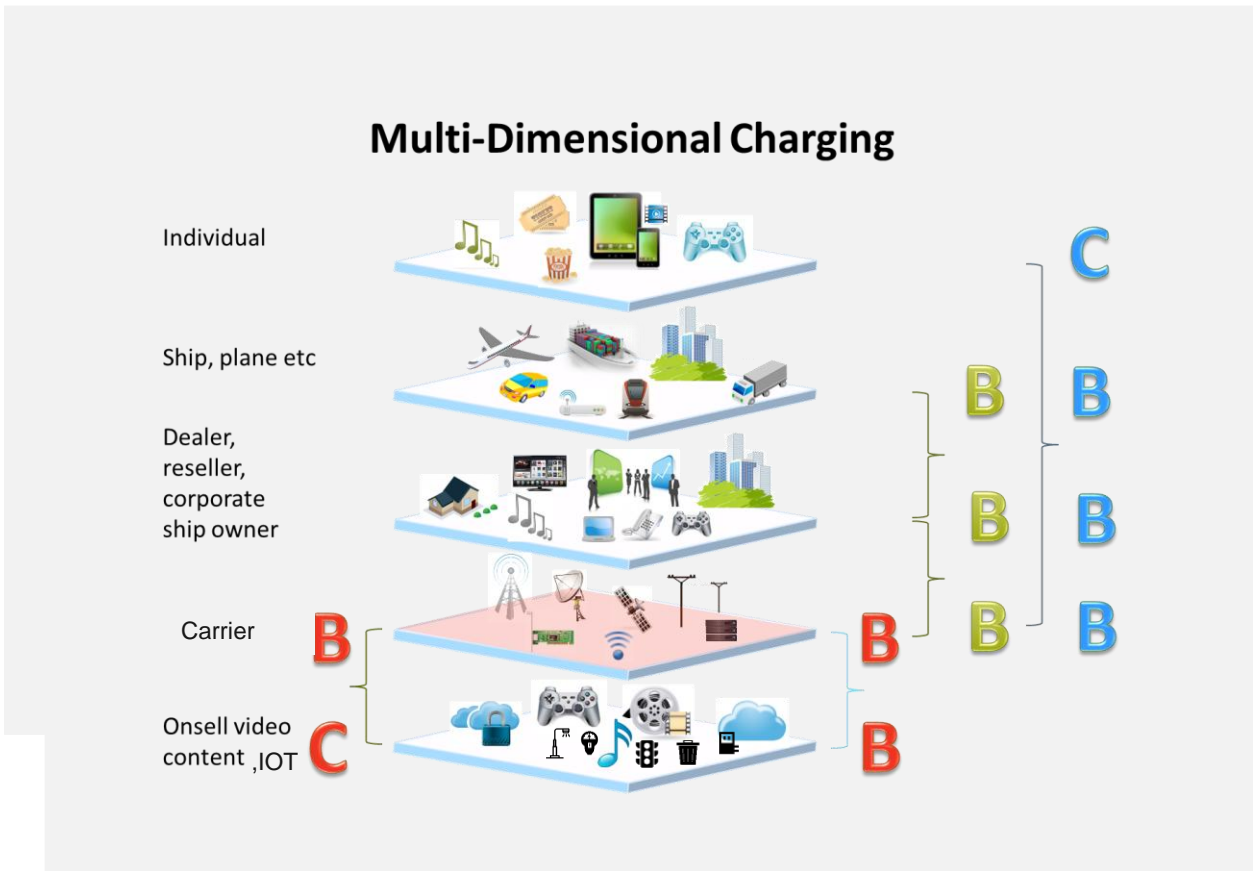 Multi-Dimensional Charging
Individual
C
Ship, plane etc
B B
Dealer,
reseller,
corporate
ship owner
B B
Carrier B B B B
Onsell video
content ,IOT C B